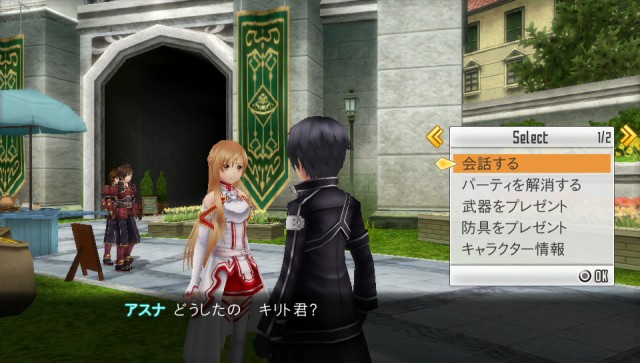 Select 1/2
会話する
パーティを解消する
武器をプレゼント
防具をプレゼント
キャラクター情報
OK
アスナ どうしたの キリト君?